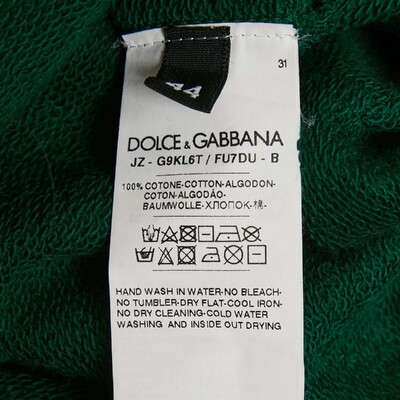 44
31
DOLCE & GABBANA
JZ - G9KL6T / FU7DU - B
100% COTONE-COTTON-ALGODON-
COTON-ALGODÃO-
BAUMWOLLE-ХЛОПОК-棉-
HAND WASH IN WATER-NO BLEACH-
NO TUMBLER-DRY FLAT-COOL IRON-
NO DRY CLEANING-COLD WATER
WASHING AND INSIDE OUT DRYING